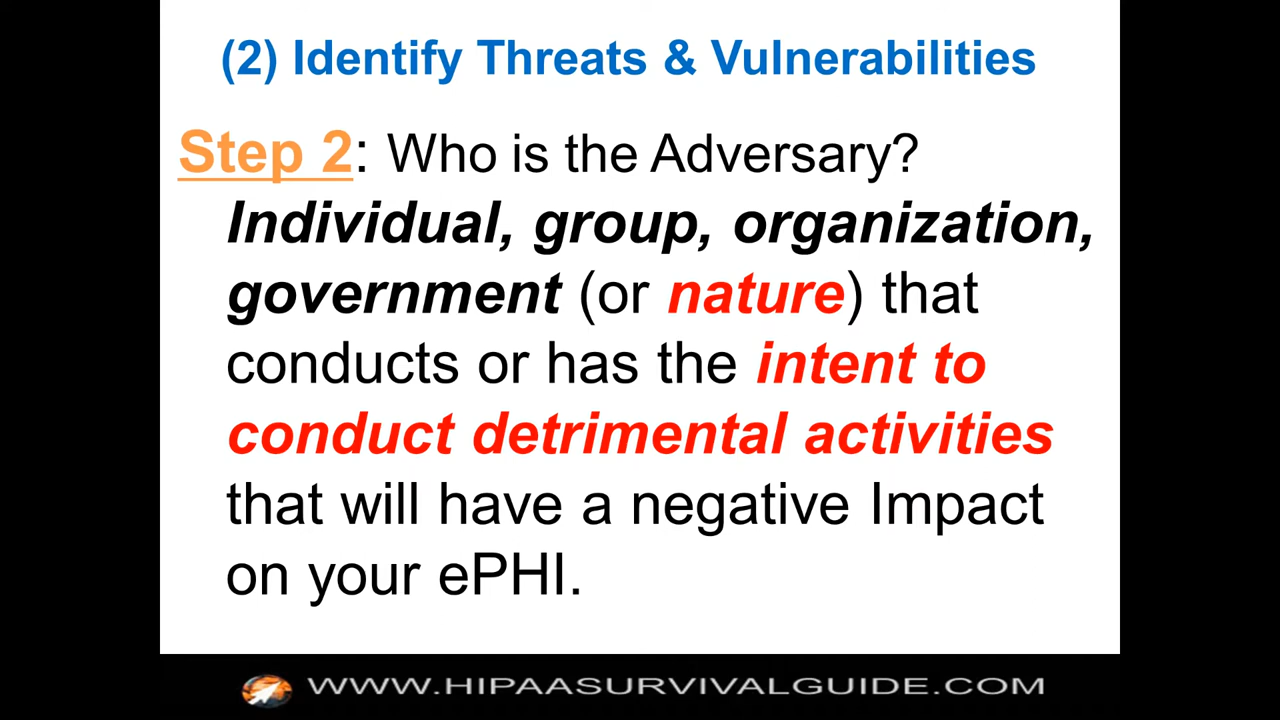 (2) Identify Threats & Vulnerabilities
Step 2: Who is the Adversary?
Individual, group, organization,
government (or nature) that
conducts or has the intent to
conduct detrimental activities
that will have a negative Impact
on your ePHI.
WWW.HIPAASURVIVALGUIDE.COM